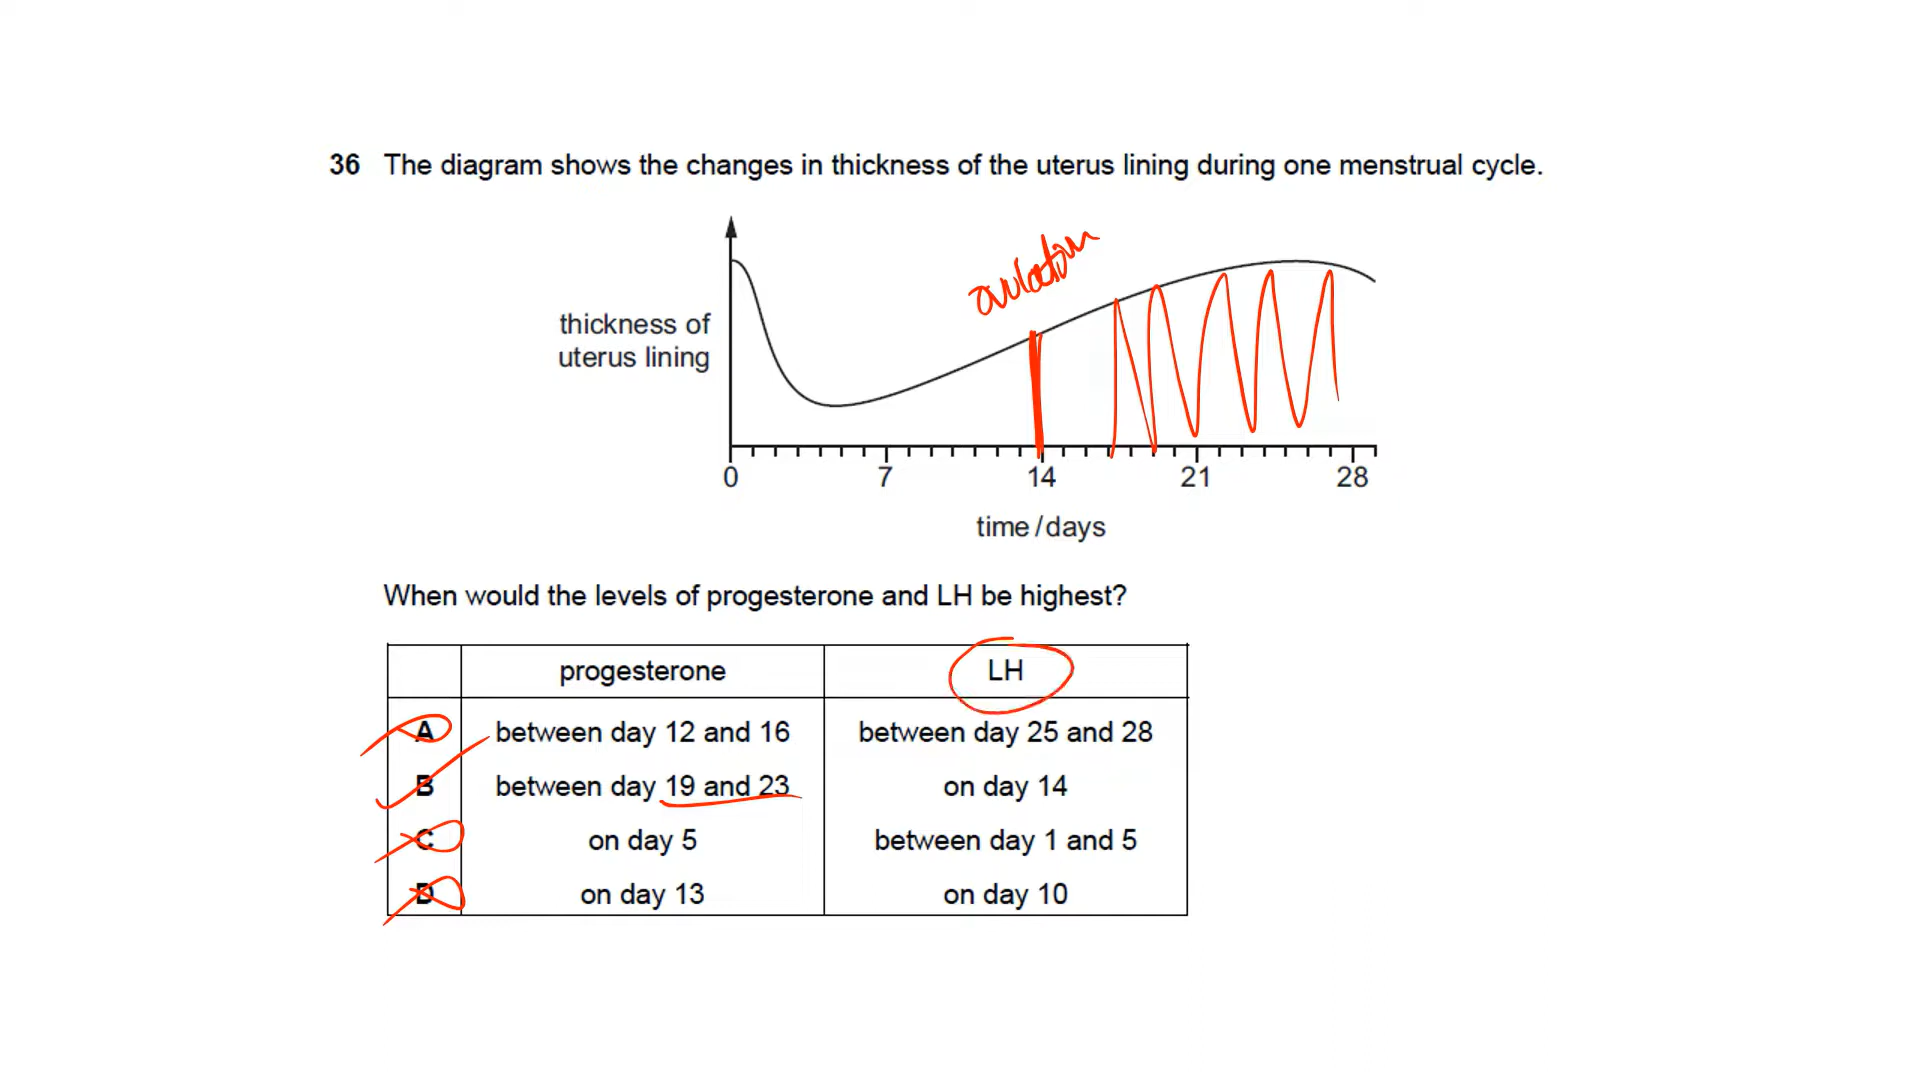 36 The diagram shows the changes in thickness of the uterus lining during one menstrual cycle.
ovulation
thickness of
uterus lining
0 7 14 21 28
time / days
When would the levels of progesterone and LH be highest?
progesterone LH
A between day 12 and 16 between day 25 and 28
B between day 19 and 23 on day 14
C on day 5 between day 1 and 5
D on day 13 on day 10